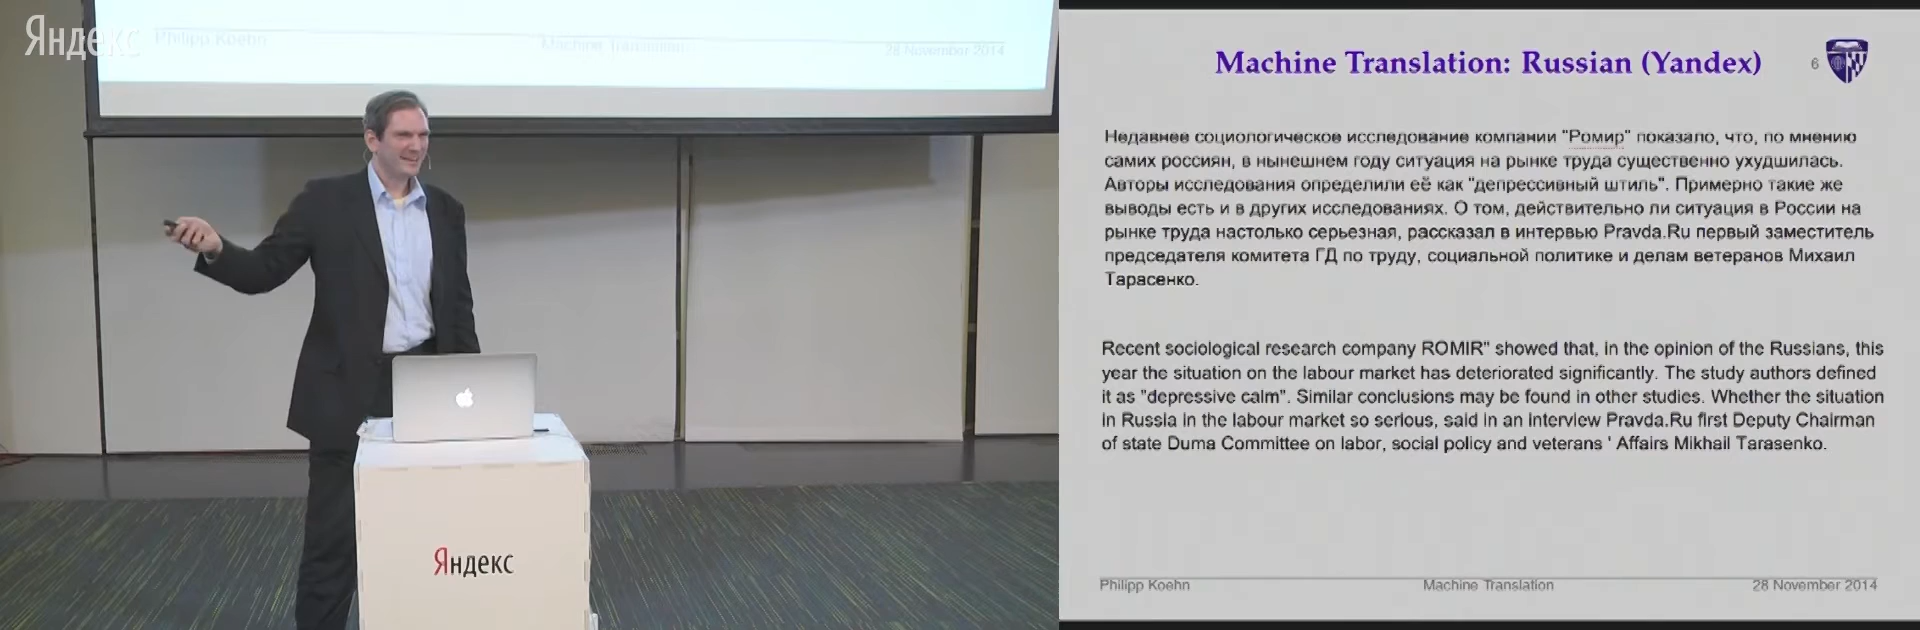 Яндекс
Philipp Koehn Machine Translation 28 November 2014
Яндекс
Machine Translation: Russian (Yandex) 6
Недавнее социологическое исследование компании "Ромир" показало, что, по мнению
самих россиян, в нынешнем году ситуация на рынке труда существенно ухудшилась.
Авторы исследования определили её как "депрессивный штиль". Примерно такие же
выводы есть и в других исследованиях. О том, действительно ли ситуация в России на
рынке труда настолько серьезная, рассказал в интервью Pravda.Ru первый заместитель
председателя комитета ГД по труду, социальной политике и делам ветеранов Михаил
Тарасенко.
Recent sociological research company ROMIR" showed that, in the opinion of the Russians, this
year the situation on the labour market has deteriorated significantly. The study authors defined
it as "depressive calm". Similar conclusions may be found in other studies. Whether the situation
in Russia in the labour market so serious, said in an interview Pravda.Ru first Deputy Chairman
of state Duma Committee on labor, social policy and veterans ' Affairs Mikhail Tarasenko.
Philipp Koehn Machine Translation 28 November 2014